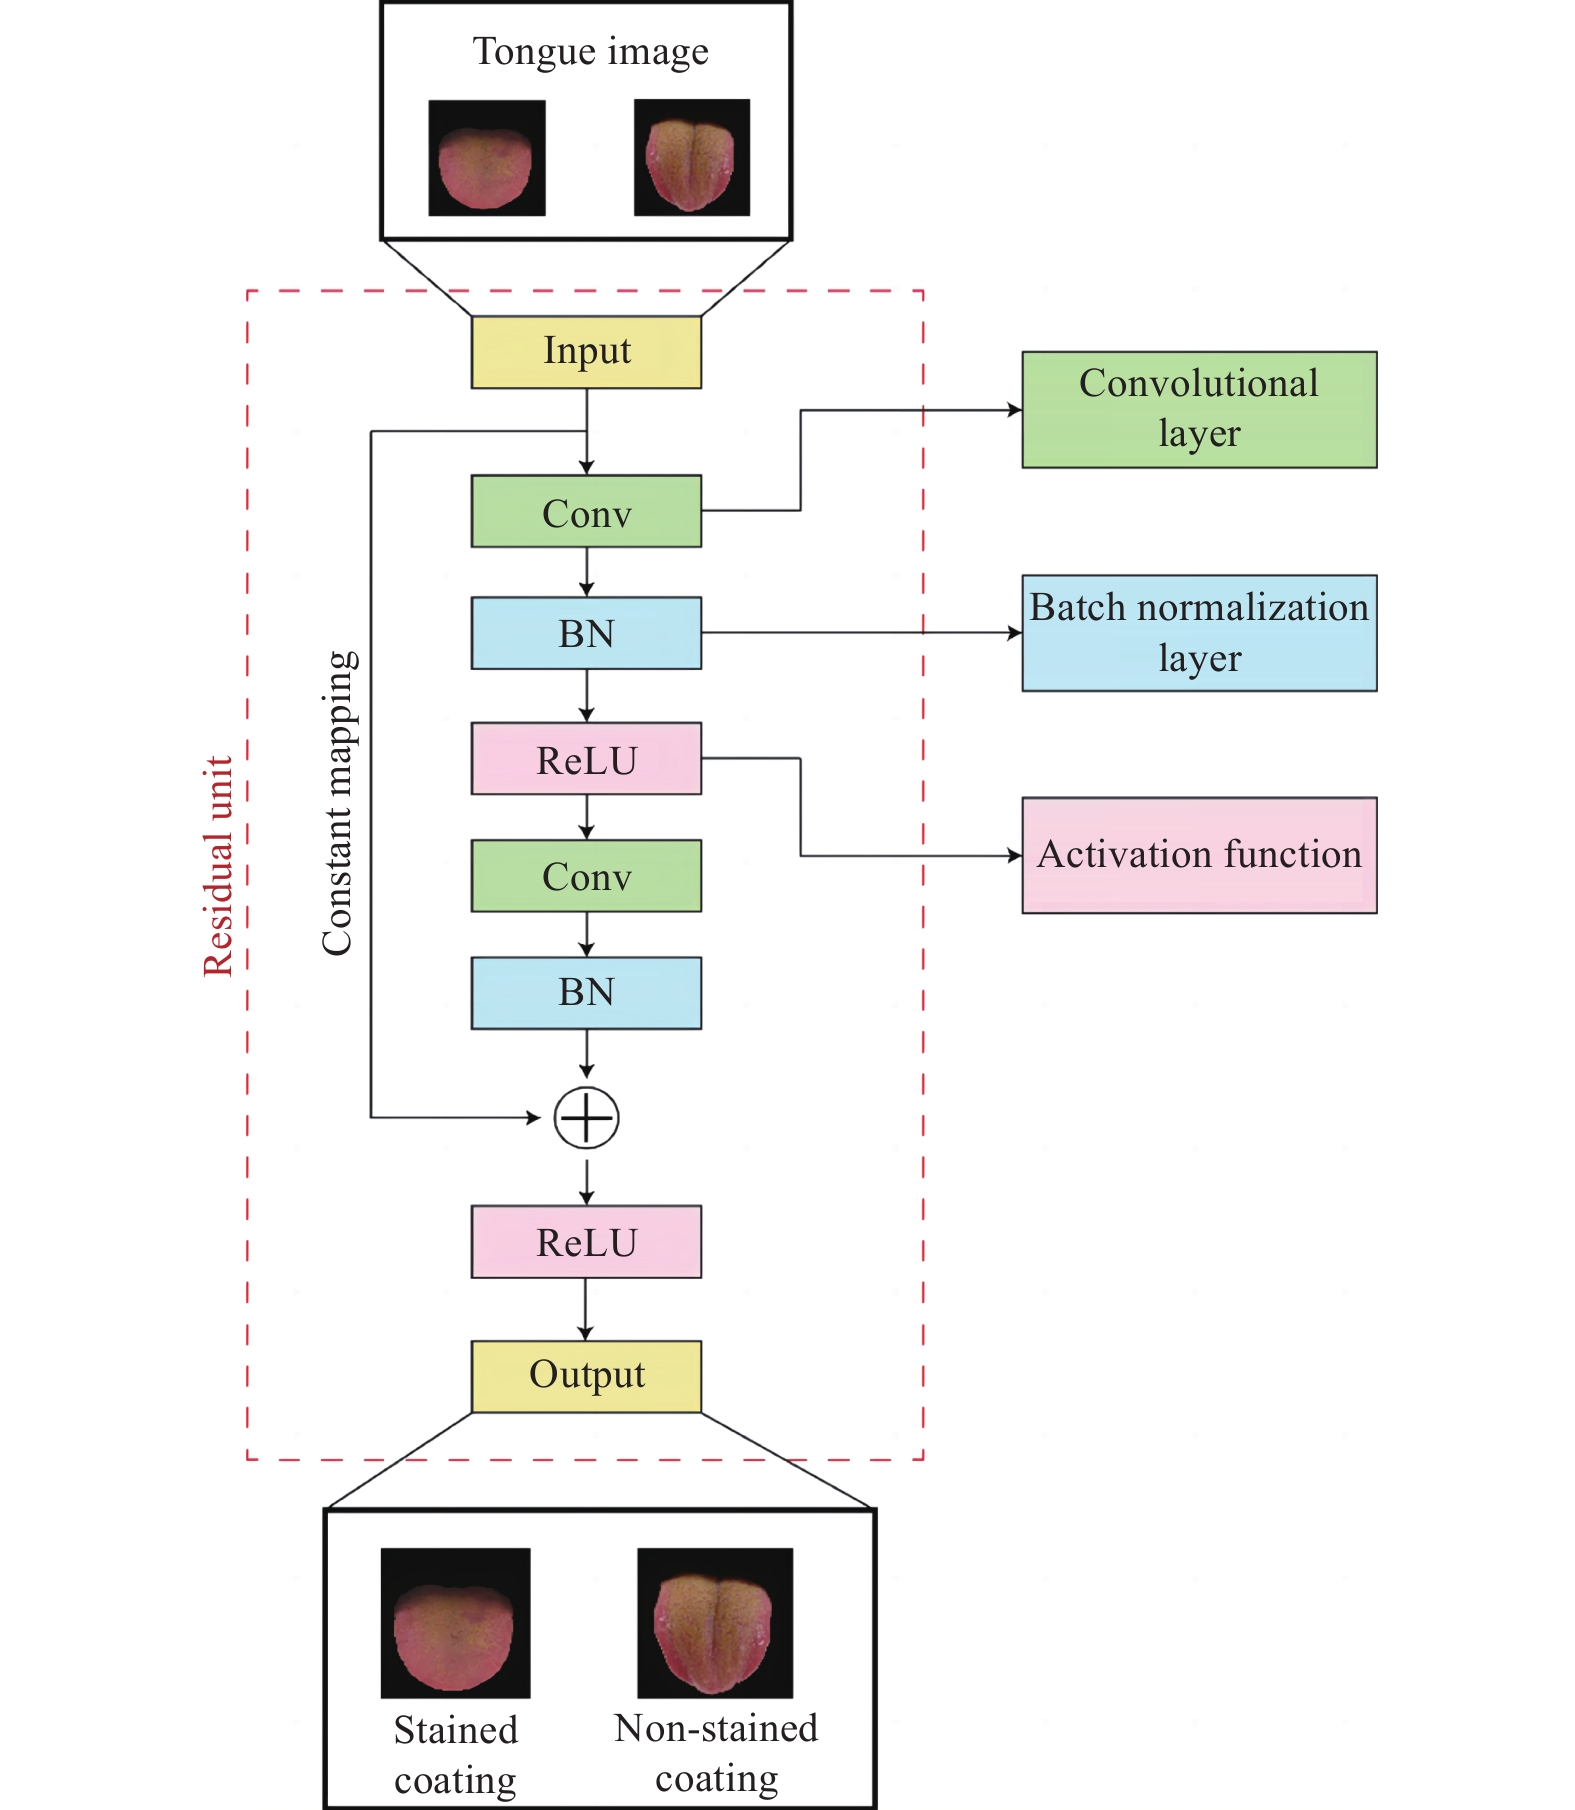 Tongue image
Input
Convolutional
layer
Conv
Batch normalization
layer
BN
Constant mapping
Residual unit
ReLU
Activation function
Conv
BN
ReLU
Output
Stained
coating
Non-stained
coating